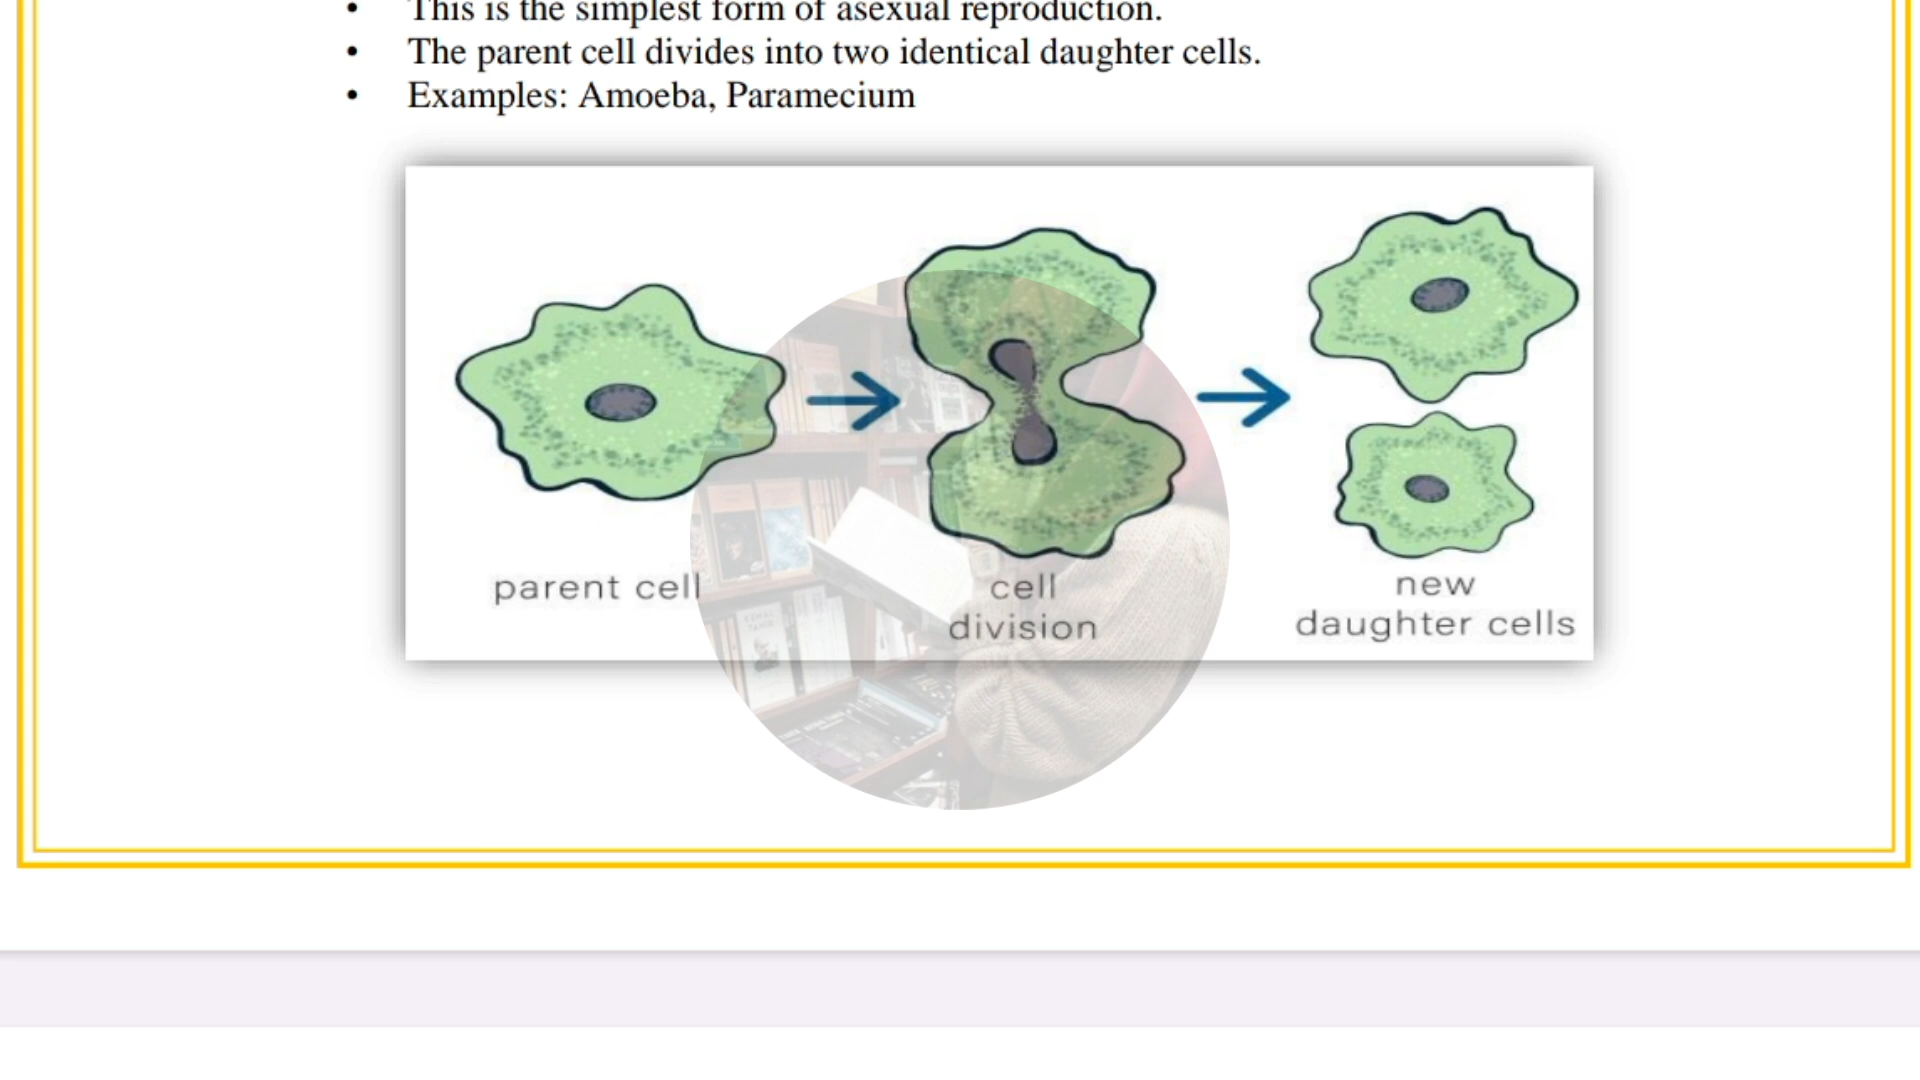 • This is the simplest form of asexual reproduction.
• The parent cell divides into two identical daughter cells.
• Examples: Amoeba, Paramecium
parent cell
cell
division
new
daughter cells